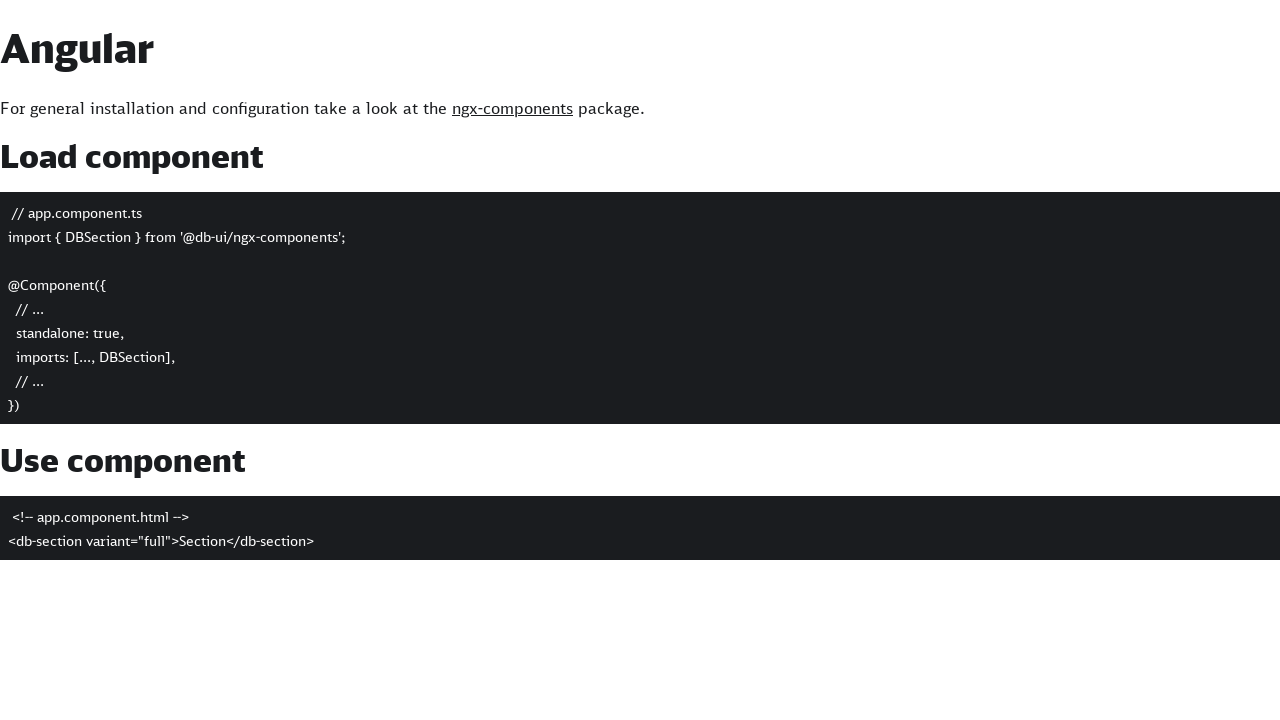 Angular
For general installation and configuration take a look at the ngx-components package.
Load component
// app.component.ts
import { DBSection } from '@db-ui/ngx-components';
@Component({
// ...
standalone: true,
imports: [..., DBSection],
// ...
})
Use component
<!-- app.component.html -->
<db-section variant="full">Section</db-section>